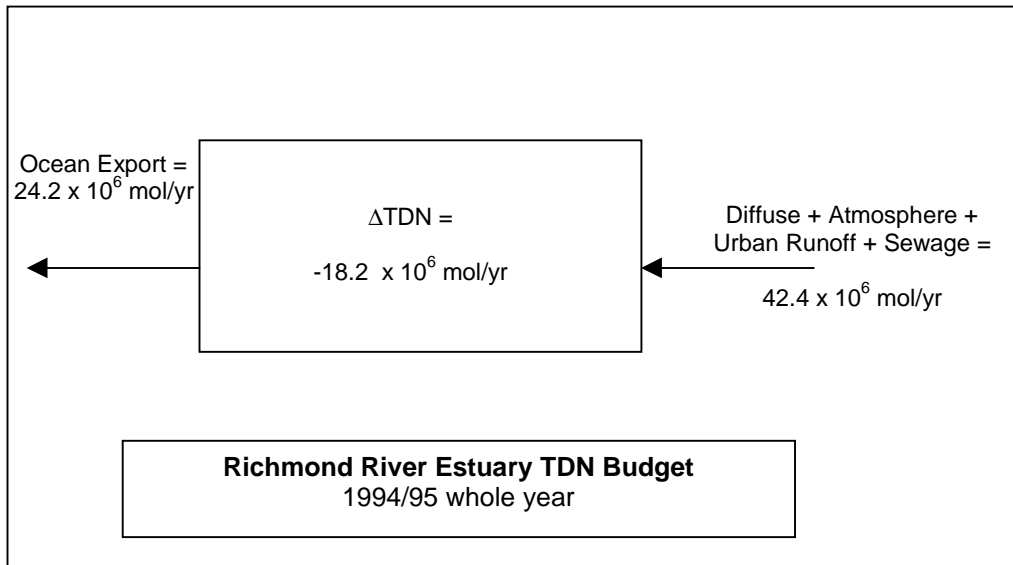 Ocean Export =
24.2 x 10⁶ mol/yr
∆TDN =
-18.2 x 10⁶ mol/yr
Diffuse + Atmosphere +
Urban Runoff + Sewage =
42.4 x 10⁶ mol/yr
Richmond River Estuary TDN Budget
1994/95 whole year